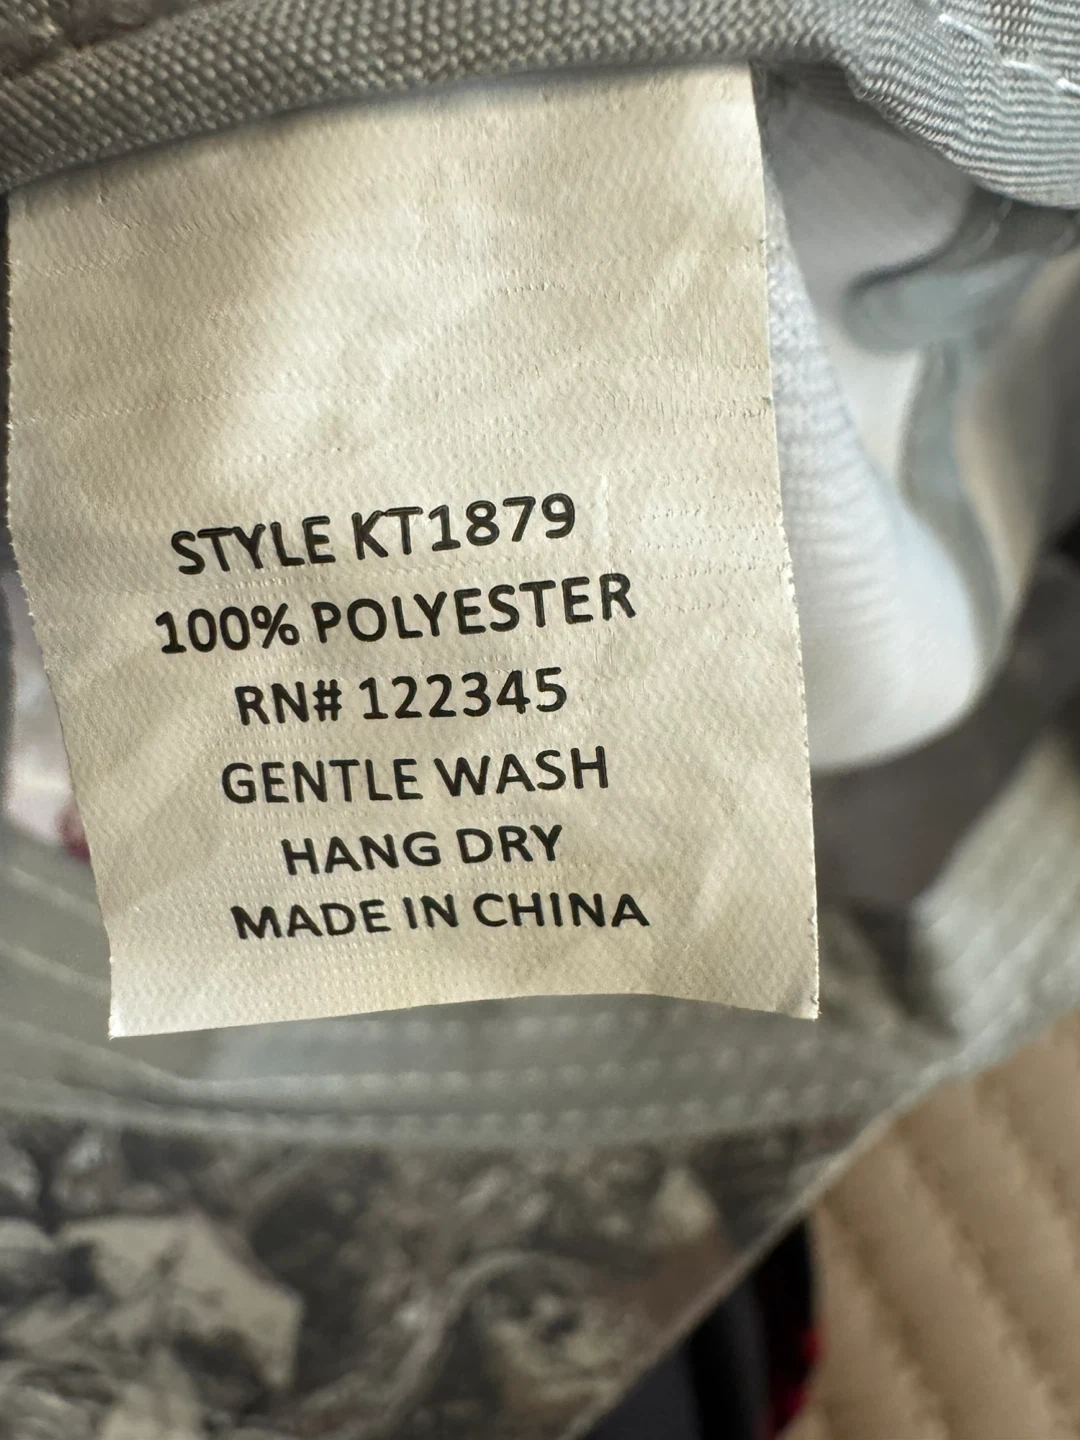 STYLE KT1879
100% POLYESTER
RN# 122345
GENTLE WASH
HANG DRY
MADE IN CHINA